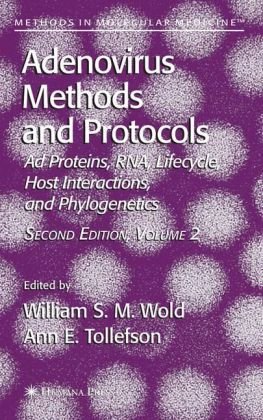 METHODS IN MOLECULAR MEDICINE™
Adenovirus
Methods
and Protocols
Ad Proteins, RNA, Lifecycle,
Host Interactions,
and Phylogenetics
SECOND EDITION, VOLUME 2
Edited by
William S. M. Wold
Ann E. Tollefson
HUMANA PRESS